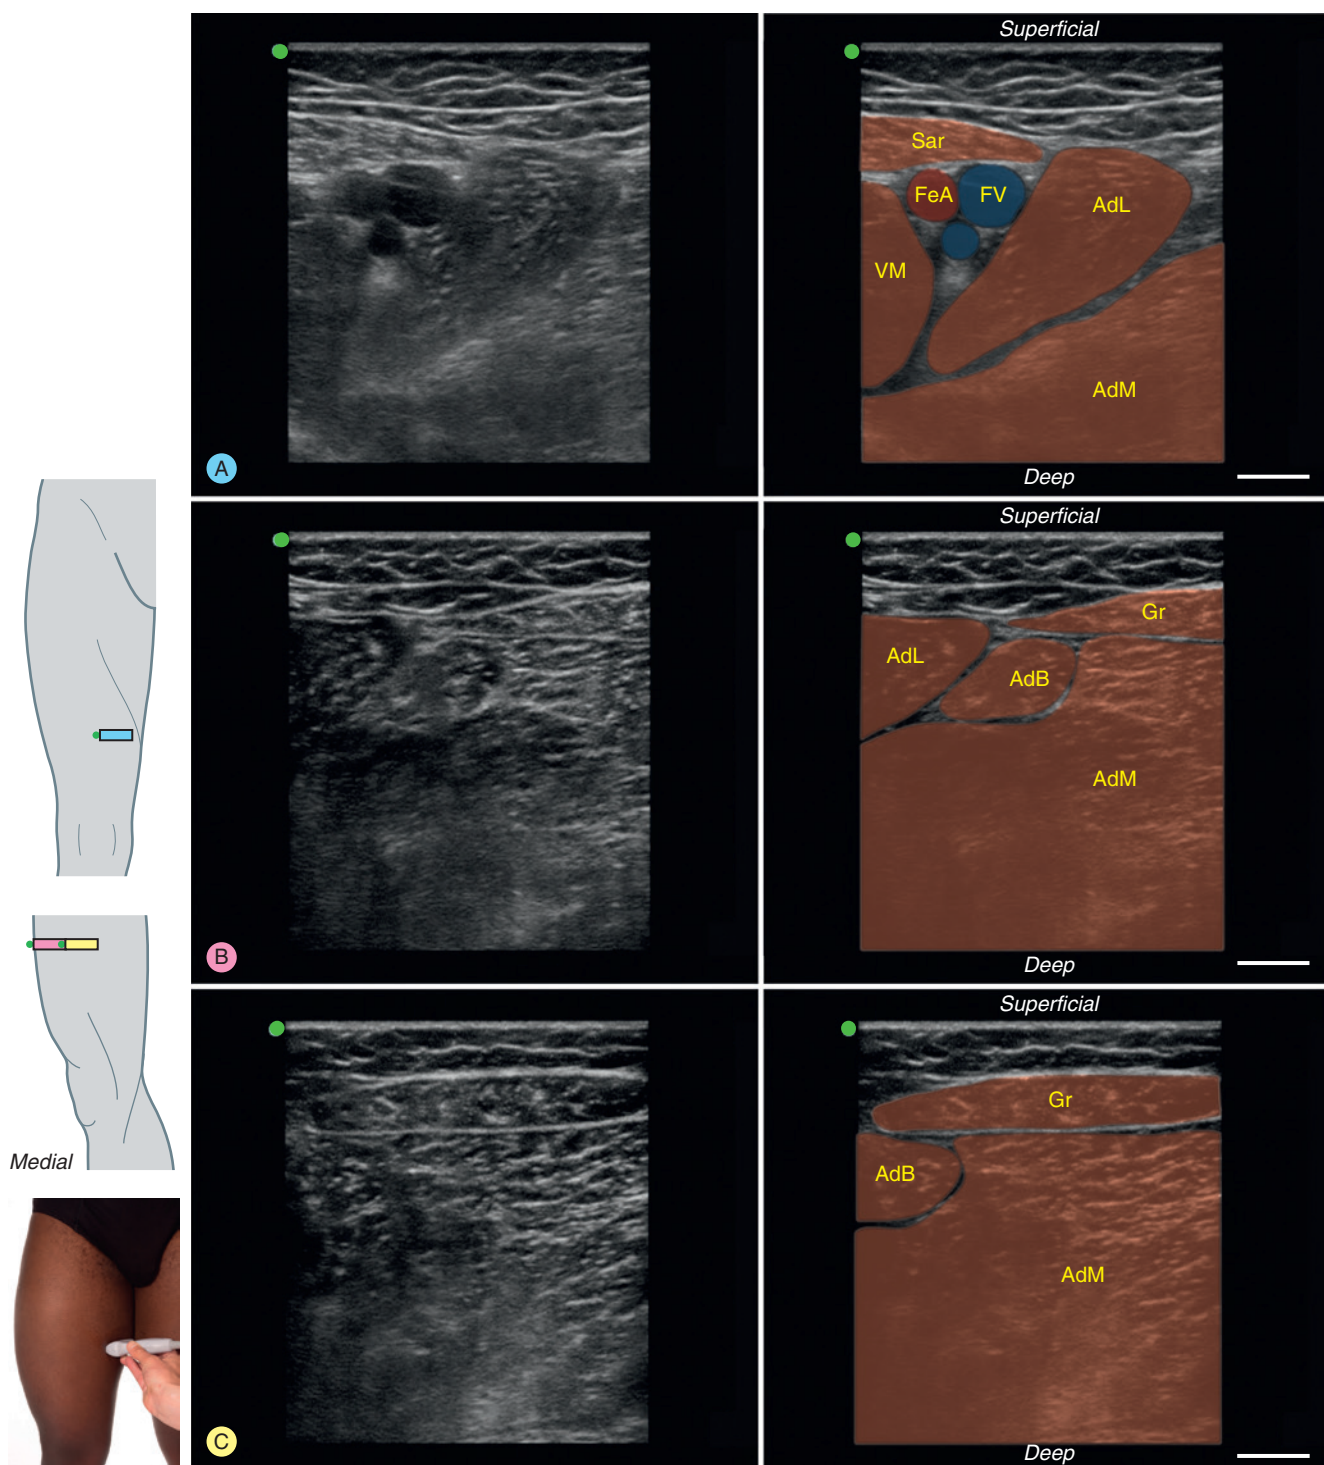 Superficial
Sar
FeA
FV
AdL
VM
AdM
A
Deep
Superficial
Gr
AdL
AdB
AdM
B
Deep
Medial
Superficial
Gr
AdB
AdM
C
Deep